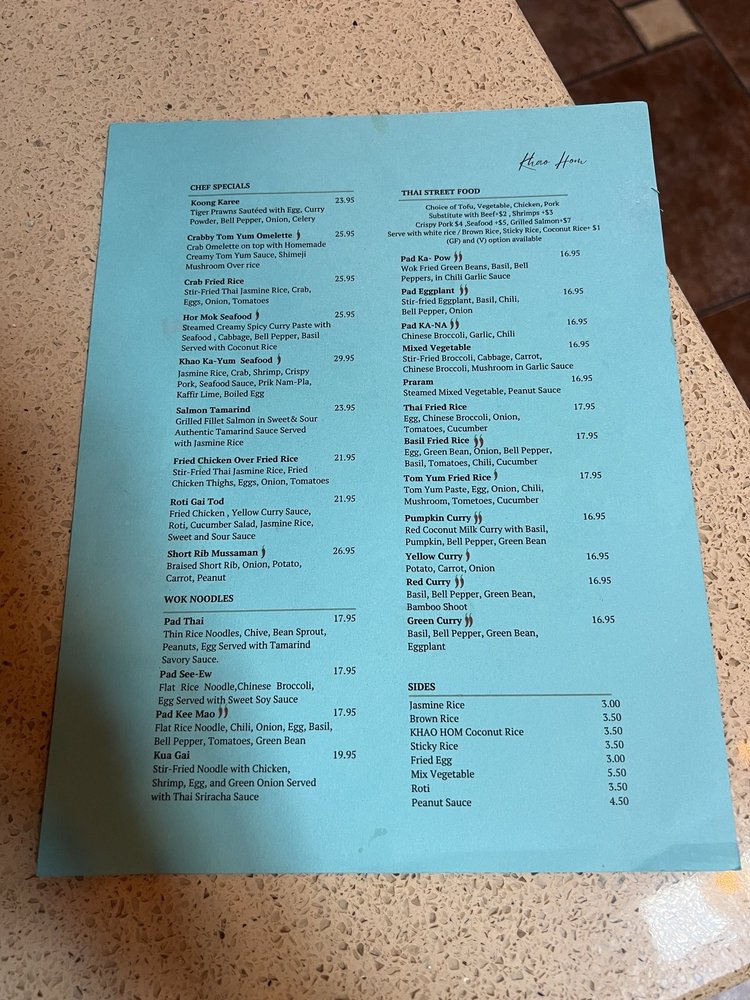 Khao Hom
CHEF SPECIALS
Koong Karee 23.95
Tiger Prawns Sautéed with Egg, Curry
Powder, Bell Pepper, Onion, Celery
Crabby Tom Yum Omelette 25.95
Crab Omelette on top with Homemade
Creamy Tom Yum Sauce, Shimeji
Mushroom Over rice
Crab Fried Rice 25.95
Stir-Fried Thai Jasmine Rice, Crab,
Eggs, Onion, Tomatoes
Hor Mok Seafood 25.95
Steamed Creamy Spicy Curry Paste with
Seafood , Cabbage, Bell Pepper, Basil
Served with Coconut Rice
Khao Ka-Yum Seafood 29.95
Jasmine Rice, Crab, Shrimp, Crispy
Pork, Seafood Sauce, Prik Nam-Pla,
Kaffir Lime, Boiled Egg
Salmon Tamarind 23.95
Grilled Fillet Salmon in Sweet & Sour
Authentic Tamarind Sauce Served
with Jasmine Rice
Fried Chicken Over Fried Rice 21.95
Stir-Fried Thai Jasmine Rice, Fried
Chicken Thighs, Eggs, Onion, Tomatoes
Roti Gai Tod 21.95
Fried Chicken , Yellow Curry Sauce,
Roti, Cucumber Salad, Jasmine Rice,
Sweet and Sour Sauce
Short Rib Mussaman 26.95
Braised Short Rib, Onion, Potato,
Carrot, Peanut
WOK NOODLES
Pad Thai 17.95
Thin Rice Noodles, Chive, Bean Sprout,
Peanuts, Egg Served with Tamarind
Savory Sauce.
Pad See-Ew 17.95
Flat Rice Noodle,Chinese Broccoli,
Egg Served with Sweet Soy Sauce
Pad Kee Mao 17.95
Flat Rice Noodle, Chili, Onion, Egg, Basil,
Bell Pepper, Tomatoes, Green Bean
Kua Gai 19.95
Stir-Fried Noodle with Chicken,
Shrimp, Egg, and Green Onion Served
with Thai Sriracha Sauce
THAI STREET FOOD
Choice of Tofu, Vegetable, Chicken, Pork
Substitute with Beef+$2 , Shrimps +$3
Crispy Pork $4 ,Seafood +$5, Grilled Salmon+$7
Serve with white rice / Brown Rice, Sticky Rice, Coconut Rice+ $1
(GF) and (V) option available
Pad Ka- Pow 16.95
Wok Fried Green Beans, Basil, Bell
Peppers, in Chili Garlic Sauce
Pad Eggplant 16.95
Stir-fried Eggplant, Basil, Chili,
Bell Pepper, Onion
Pad KA-NA 16.95
Chinese Broccoli, Garlic, Chili
Mixed Vegetable 16.95
Stir-Fried Broccoli, Cabbage, Carrot,
Chinese Broccoli, Mushroom in Garlic Sauce
Praram 16.95
Steamed Mixed Vegetable, Peanut Sauce
Thai Fried Rice 17.95
Egg, Chinese Broccoli, Onion,
Tomatoes, Cucumber
Basil Fried Rice 17.95
Egg, Green Bean, Onion, Bell Pepper,
Basil, Tomatoes, Chili, Cucumber
Tom Yum Fried Rice 17.95
Tom Yum Paste, Egg, Onion, Chili,
Mushroom, Tometoes, Cucumber
Pumpkin Curry 16.95
Red Coconut Milk Curry with Basil,
Pumpkin, Bell Pepper, Green Bean
Yellow Curry 16.95
Potato, Carrot, Onion
Red Curry 16.95
Basil, Bell Pepper, Green Bean,
Bamboo Shoot
Green Curry 16.95
Basil, Bell Pepper, Green Bean,
Eggplant
SIDES
Jasmine Rice 3.00
Brown Rice 3.50
KHAO HOM Coconut Rice 3.50
Sticky Rice 3.50
Fried Egg 3.00
Mix Vegetable 5.50
Roti 3.50
Peanut Sauce 4.50